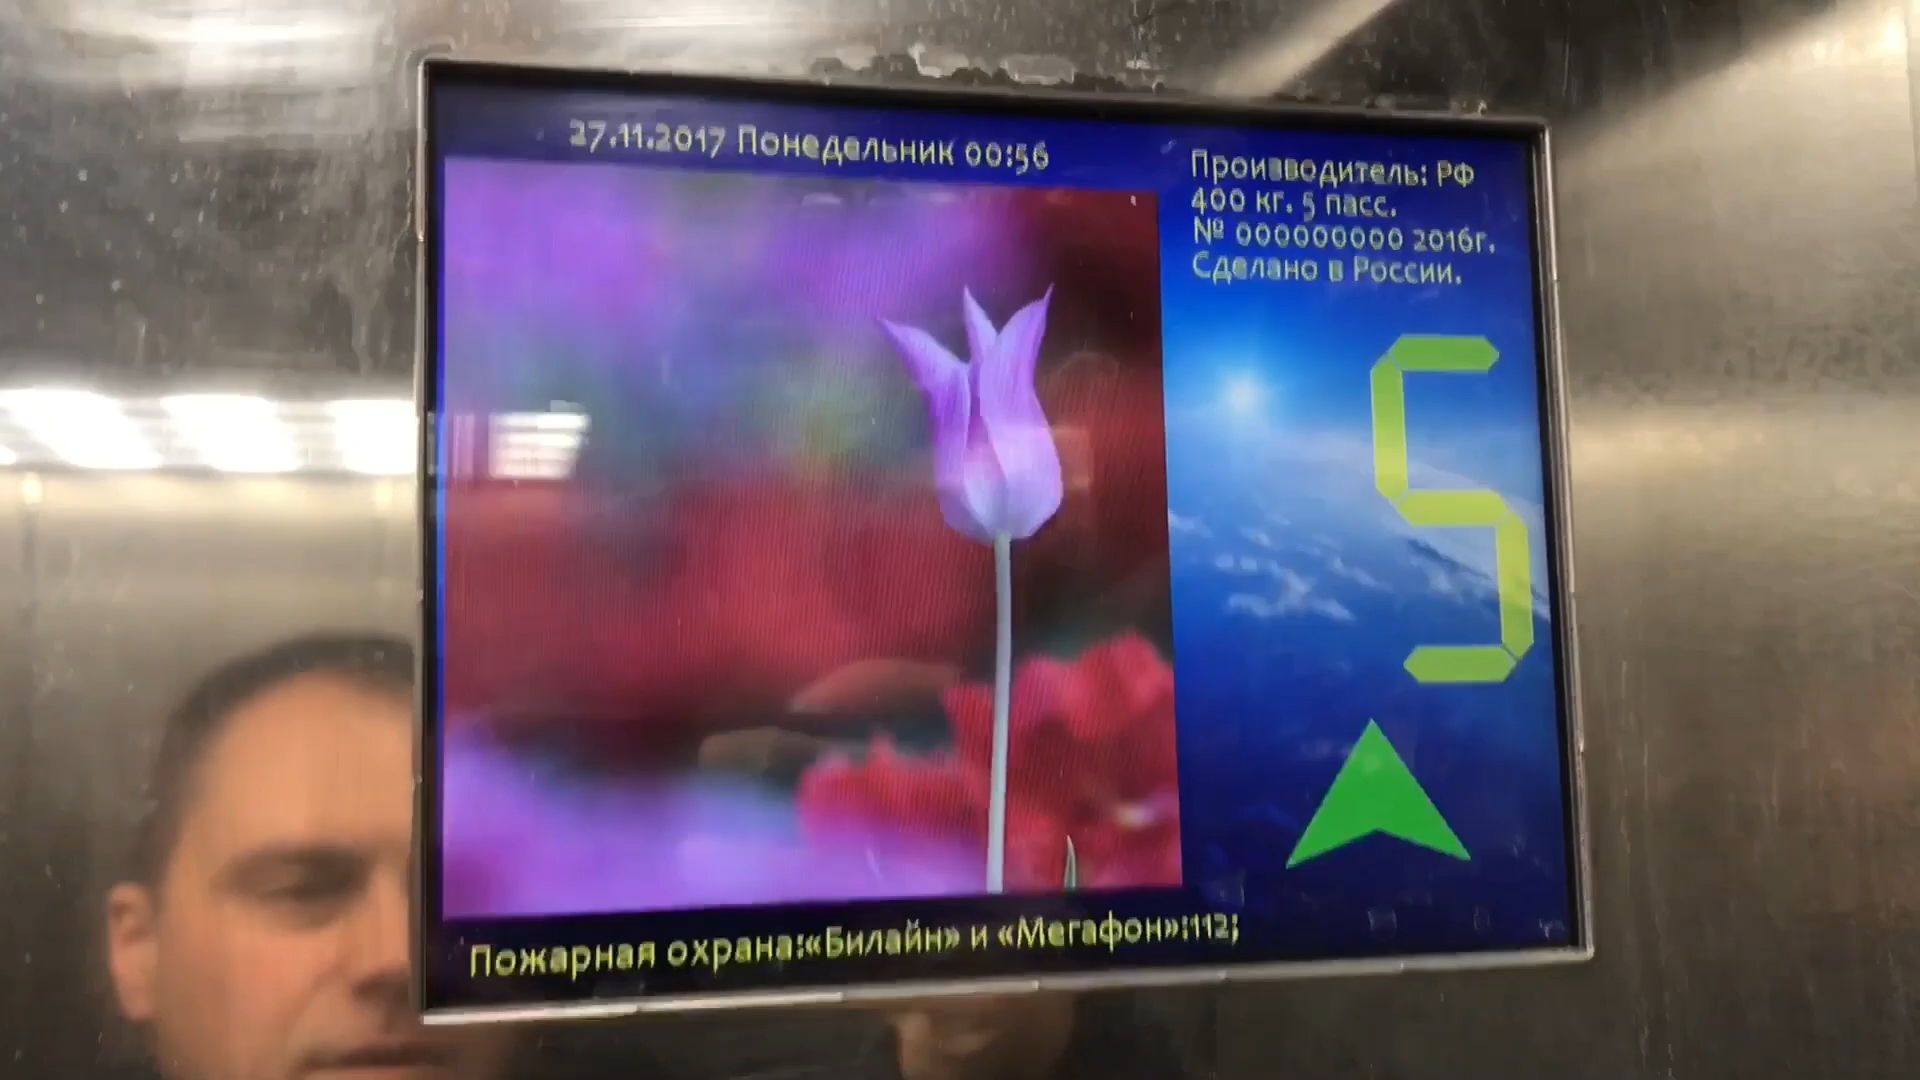 27.11.2017 Понедельник 00:56
Производитель: РФ
400 кг. 5 пасс.
№ 000000000 2016г.
Сделано в России.
5
Пожарная охрана:«Билайн» и «Мегафон»:112;